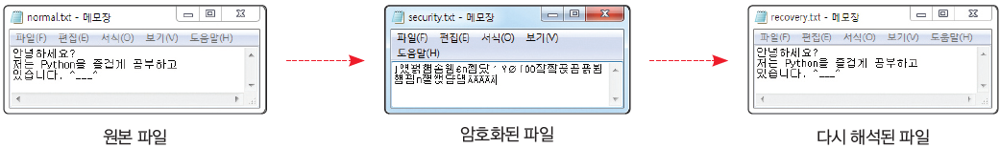 normal.txt - 메모장
파일(F) 편집(E) 서식(O) 보기(V) 도움말(H)
안녕하세요?
저는 Python을 즐겁게 공부하고
있습니다. ^___^
원본 파일
security.txt - 메모장
파일(F) 편집(E) 서식(O) 보기(V)
도움말(H)
암호화된 파일
recovery.txt - 메모장
파일(F) 편집(E) 서식(O) 보기(V) 도움말(H)
안녕하세요?
저는 Python을 즐겁게 공부하고
있습니다. ^___^
다시 해석된 파일